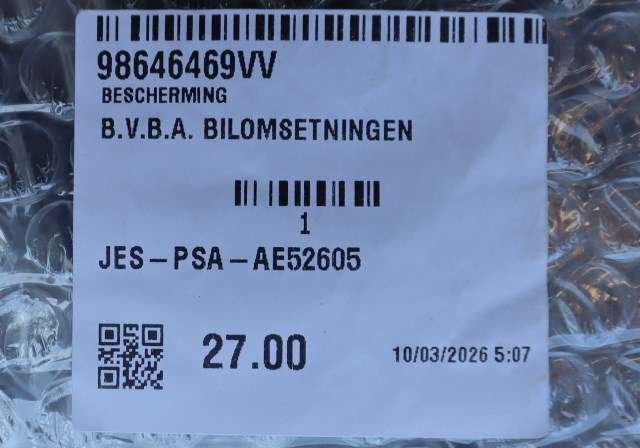 98646469VV
BESCHERMING
B.V.B.A. BILOMSETNINGEN
1
JES-PSA-AE52605
27.00
10/03/2026 5:07